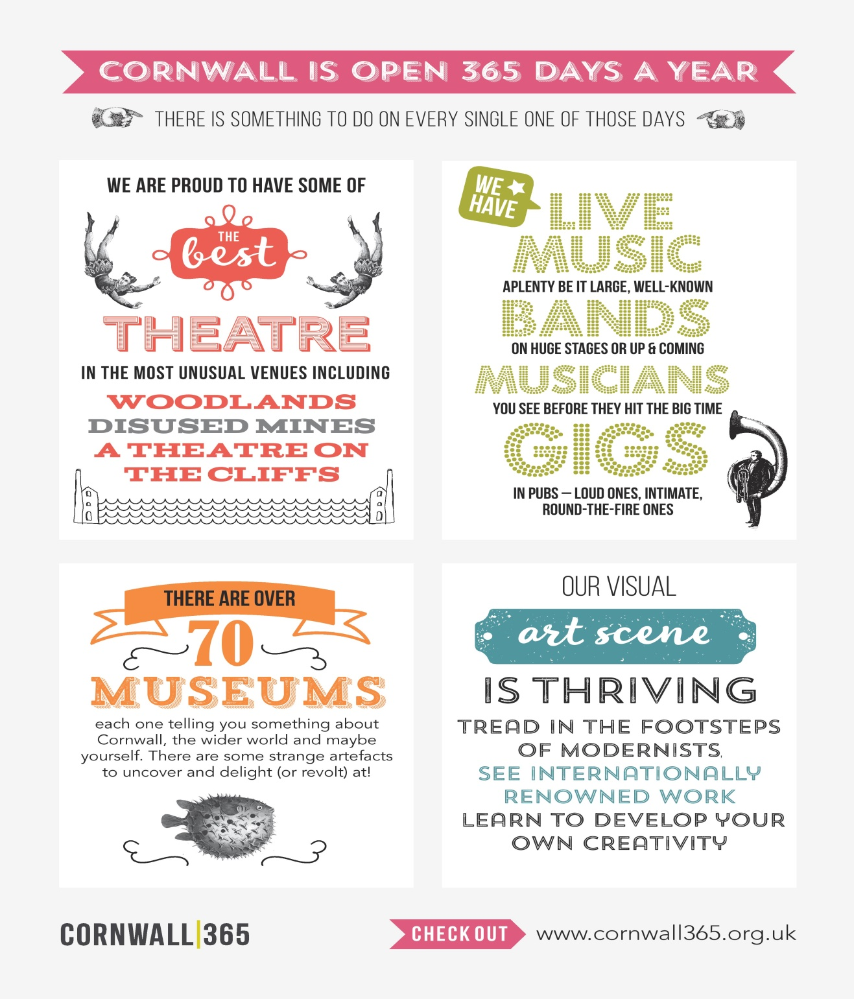 CORNWALL IS OPEN 365 DAYS A YEAR
THERE IS SOMETHING TO DO ON EVERY SINGLE ONE OF THOSE DAYS
WE ARE PROUD TO HAVE SOME OF
THE
best
THEATRE
IN THE MOST UNUSUAL VENUES INCLUDING
WOODLANDS
DISUSED MINES
A THEATRE ON
THE CLIFFS
WE
HAVE
LIVE
MUSIC
APLENTY BE IT LARGE, WELL-KNOWN
BANDS
ON HUGE STAGES OR UP & COMING
MUSICIANS
YOU SEE BEFORE THEY HIT THE BIG TIME
GIGS
IN PUBS – LOUD ONES, INTIMATE,
ROUND-THE-FIRE ONES
THERE ARE OVER
70
MUSEUMS
each one telling you something about
Cornwall, the wider world and maybe
yourself. There are some strange artefacts
to uncover and delight (or revolt) at!
OUR VISUAL
art scene
IS THRIVING
TREAD IN THE FOOTSTEPS
OF MODERNISTS,
SEE INTERNATIONALLY
RENOWNED WORK
LEARN TO DEVELOP YOUR
OWN CREATIVITY
CORNWALL|365
CHECK OUT www.cornwall365.org.uk